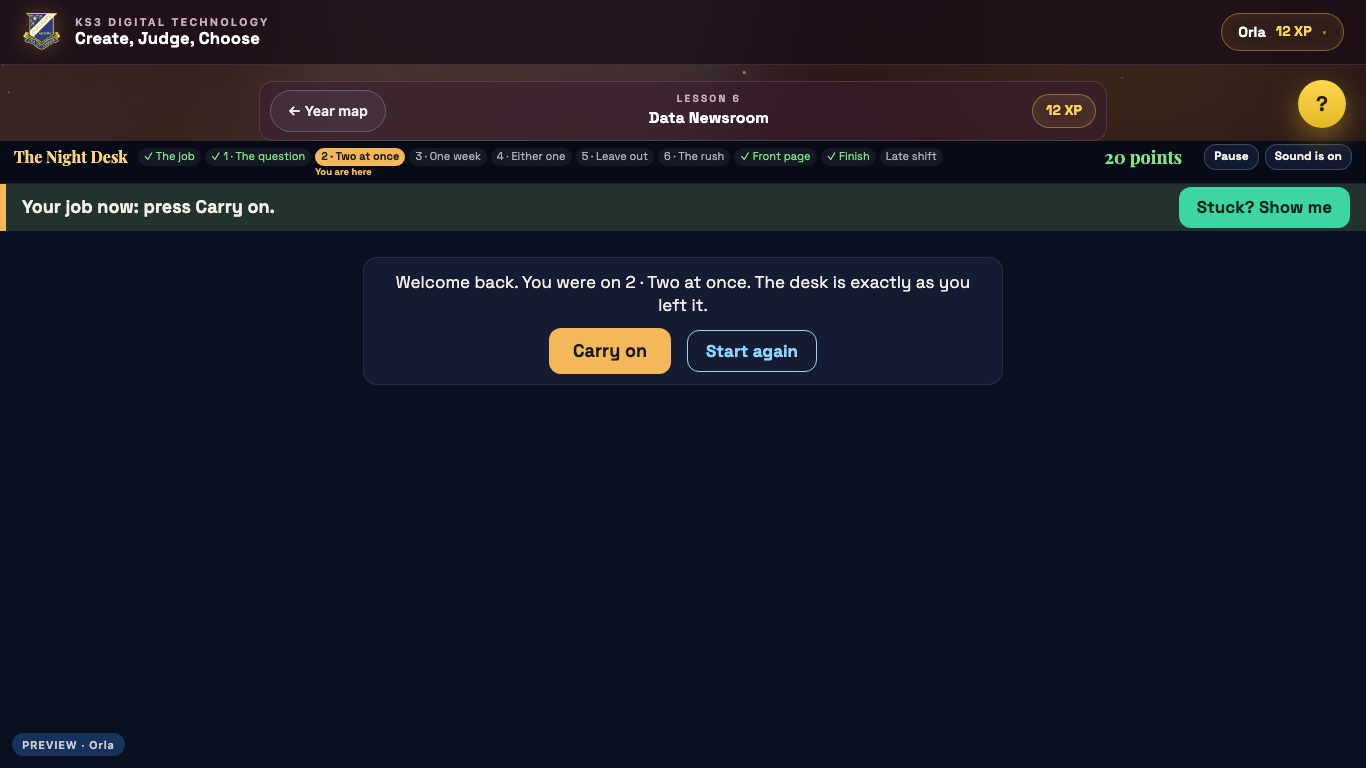 KS3 DIGITAL TECHNOLOGY
Create, Judge, Choose
Orla 12 XP
← Year map
LESSON 6
Data Newsroom
12 XP
?
The Night Desk
✓ The job
✓ 1 · The question
2 · Two at once
You are here
3 · One week
4 · Either one
5 · Leave out
6 · The rush
✓ Front page
✓ Finish
Late shift
20 points
Pause
Sound is on
Your job now: press Carry on.
Stuck? Show me
Welcome back. You were on 2 · Two at once. The desk is exactly as you
left it.
Carry on
Start again
PREVIEW · Orla